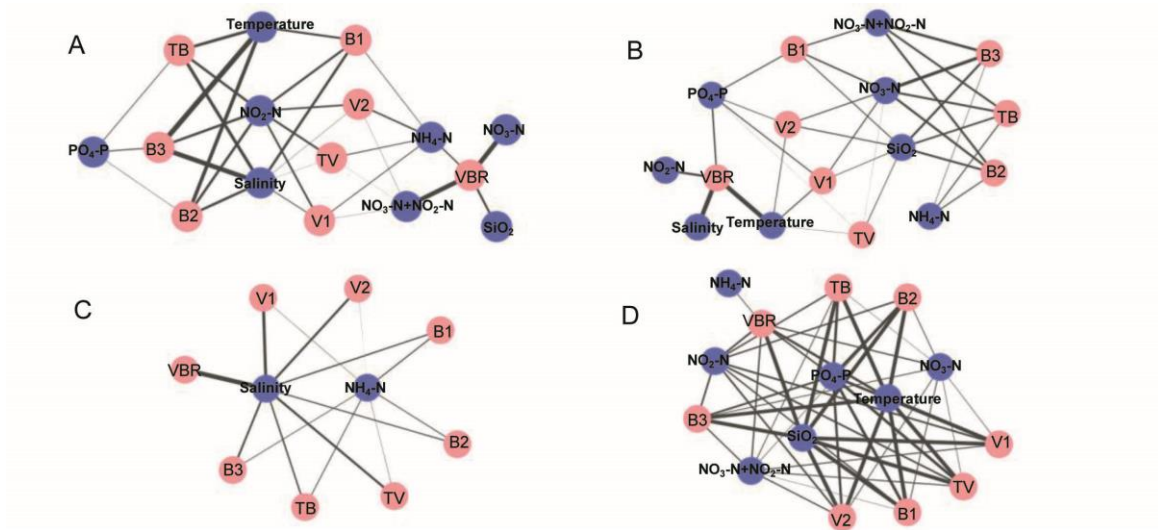 A
Temperature
TB
B1
V2
NO₂-N
NH₄-N
NO₃-N
PO₄-P
B3
TV
VBR
Salinity
B2
V1
NO₃-N+NO₂-N
SiO₂
B
NO₃-N+NO₂-N
B1
B3
PO₄-P
NO₃-N
V2
TB
SiO₂
NO₂-N
VBR
V1
B2
Salinity
Temperature
NH₄-N
TV
C
V1
V2
B1
VBR
Salinity
NH₄-N
B2
B3
TB
TV
D
NH₄-N
TB
B2
VBR
NO₂-N
PO₄-P
NO₃-N
Temperature
B3
SiO₂
V1
NO₃-N+NO₂-N
TV
V2
B1